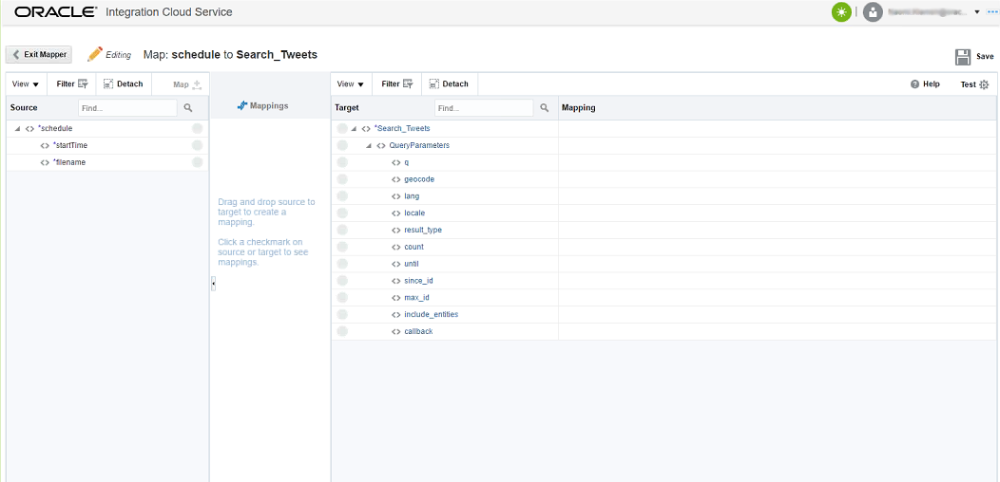 ORACLE® Integration Cloud Service
Exit Mapper Editing Map: schedule to Search_Tweets Save
View Filter Detach Map
Mappings
View Filter Detach Help Test
Source Find...
*schedule
*startTime
*filename
Drag and drop source to
target to create a
mapping.
Click a checkmark on
source or target to see
mappings.
Target Find... Mapping
*Search_Tweets
QueryParameters
q
geocode
lang
locale
result_type
count
until
since_id
max_id
include_entities
callback